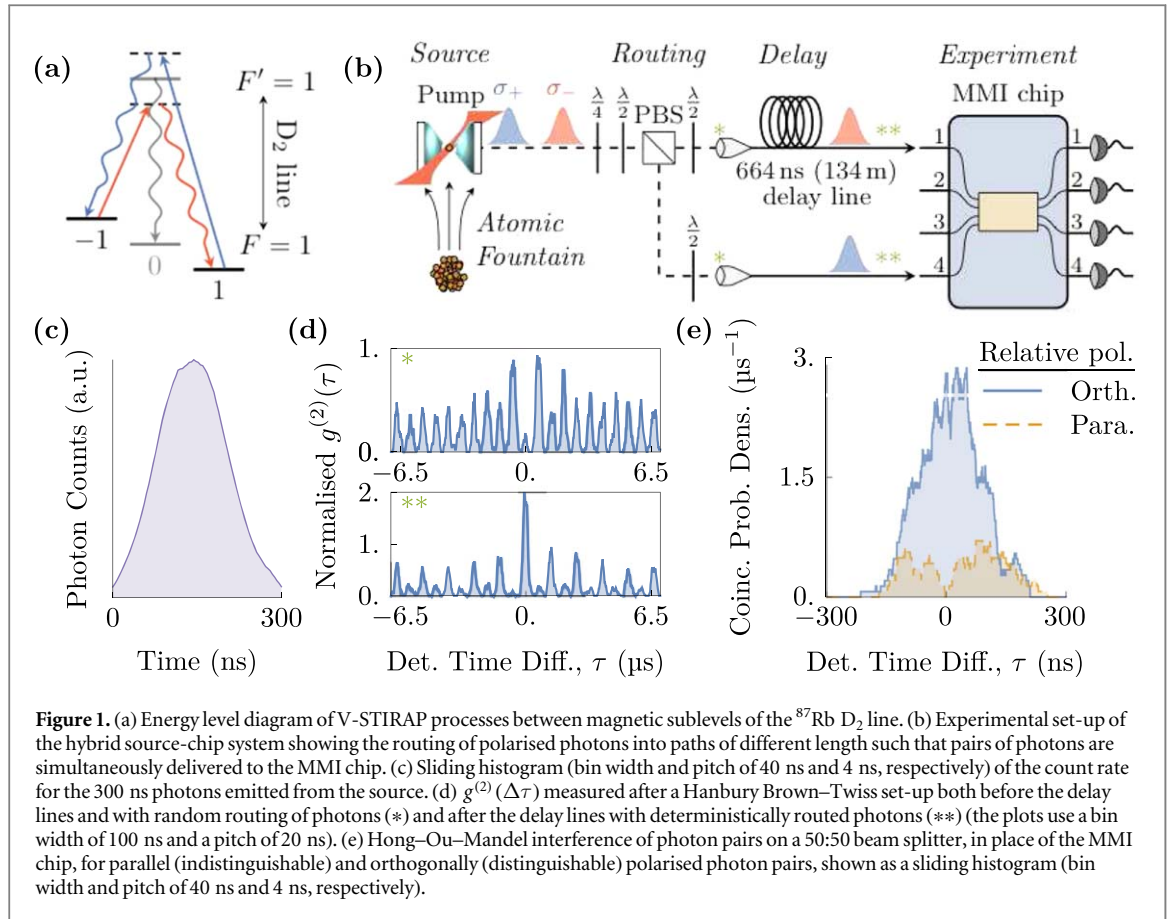 (a)
F′ = 1
D₂ line
F = 1
−1
0
1
(b)
Source
Routing
Delay
Experiment
Pump
σ₊
σ₋
λ/4
λ/2
PBS
λ/2
*
**
MMI chip
664 ns (134 m)
delay line
Atomic
Fountain
λ/2
*
**
1
2
3
4
1
2
3
4
(c)
Photon Counts (a.u.)
0
300
Time (ns)
(d)
Normalised g⁽²⁾(τ)
1.
*
0.
−6.5
0.
6.5
2.
**
1.
0.
−6.5
0.
6.5
Det. Time Diff., τ (µs)
(e)
Coinc. Prob. Dens. (µs⁻¹)
3.
1.5
0.
−300
0
300
Det. Time Diff., τ (ns)
Relative pol.
Orth.
Para.
Figure 1. (a) Energy level diagram of V-STIRAP processes between magnetic sublevels of the ⁸⁷Rb D₂ line. (b) Experimental set-up of
the hybrid source-chip system showing the routing of polarised photons into paths of different length such that pairs of photons are
simultaneously delivered to the MMI chip. (c) Sliding histogram (bin width and pitch of 40 ns and 4 ns, respectively) of the count rate
for the 300 ns photons emitted from the source. (d) g⁽²⁾(Δτ) measured after a Hanbury Brown–Twiss set-up both before the delay
lines and with random routing of photons (*) and after the delay lines with deterministically routed photons (**) (the plots use a bin
width of 100 ns and a pitch of 20 ns). (e) Hong–Ou–Mandel interference of photon pairs on a 50:50 beam splitter, in place of the MMI
chip, for parallel (indistinguishable) and orthogonally (distinguishable) polarised photon pairs, shown as a sliding histogram (bin
width and pitch of 40 ns and 4 ns, respectively).